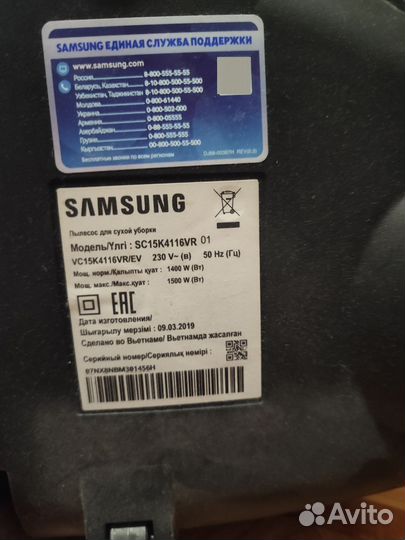 SAMSUNG ЕДИНАЯ СЛУЖБА ПОДДЕРЖКИ
www.samsung.com
Россия 8-800-555-55-55
Беларусь, Казахстан 8-10-800-500-55-500
Узбекистан, Таджикистан 8-10-800-500-55-500
Молдова 0-800-61440
Украина 0-800-502-000
Армения 0-800-05555
Азербайджан 0-88-555-55-55
Грузия 0-800-555-555
Кыргызстан 00-800-500-55-500
Бесплатные звонки по всем регионам REV(0.0)
SAMSUNG
Пылесос для сухой уборки
Модель/Үлгі : SC15K4116VR 01
VC15K4116VR/EV 230 V~ (в) 50 Hz (Гц)
Мощ. норм./Қалыпты қуат : 1400 W (Вт)
Мощ. макс./Макс.қуат : 1500 W (Вт)
EAC
Дата изготовления/
Шығарылу мерзімі : 09.03.2019
Сделано во Вьетнаме/ Вьетнамда жасалған
Серийный номер/Сериялық нөмірі :
07NX8NBM301456H
Avito